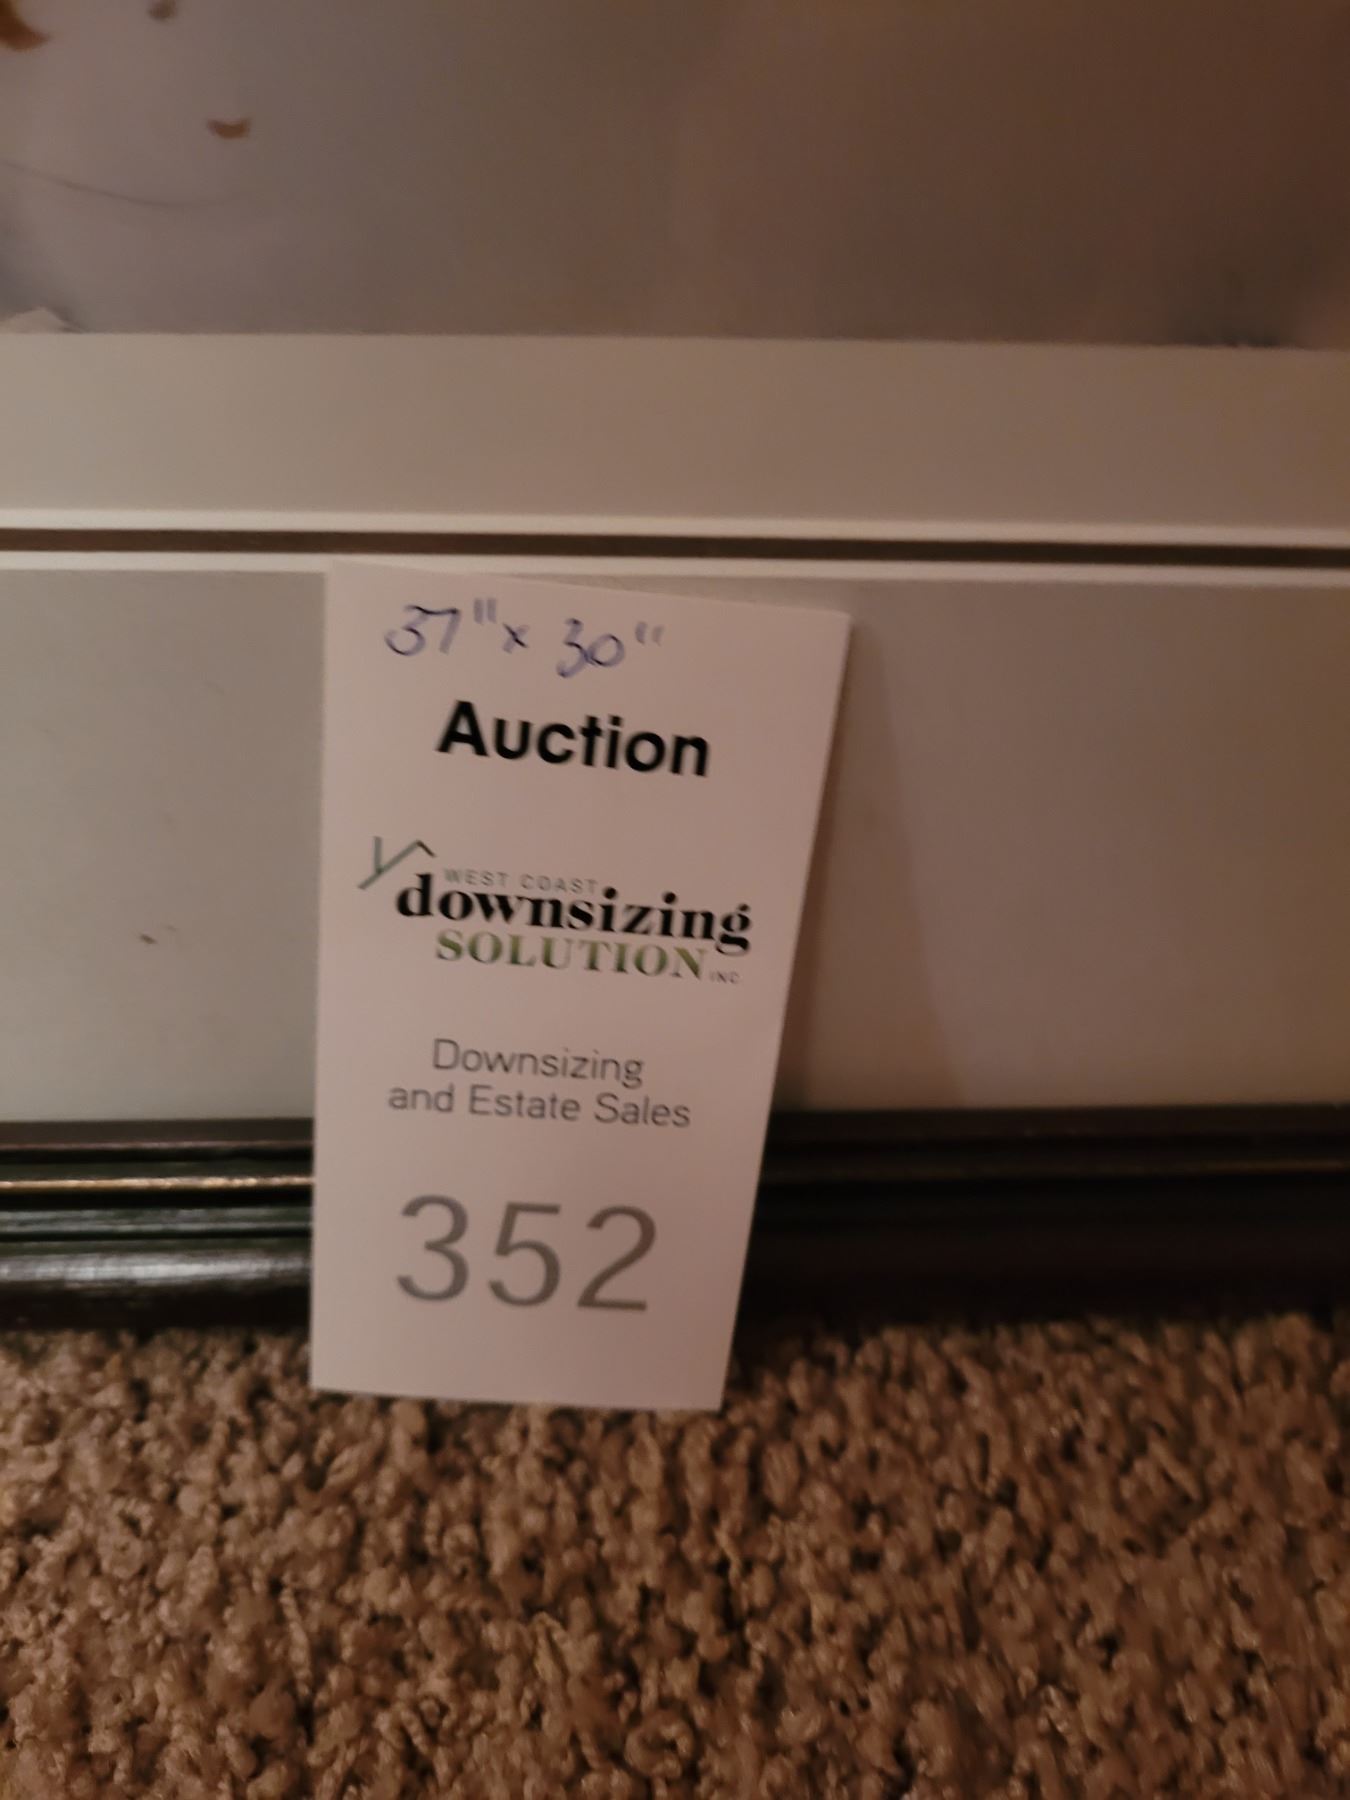 37" x 30"
Auction
WEST COAST
downsizing
SOLUTION INC
Downsizing
and Estate Sales
352